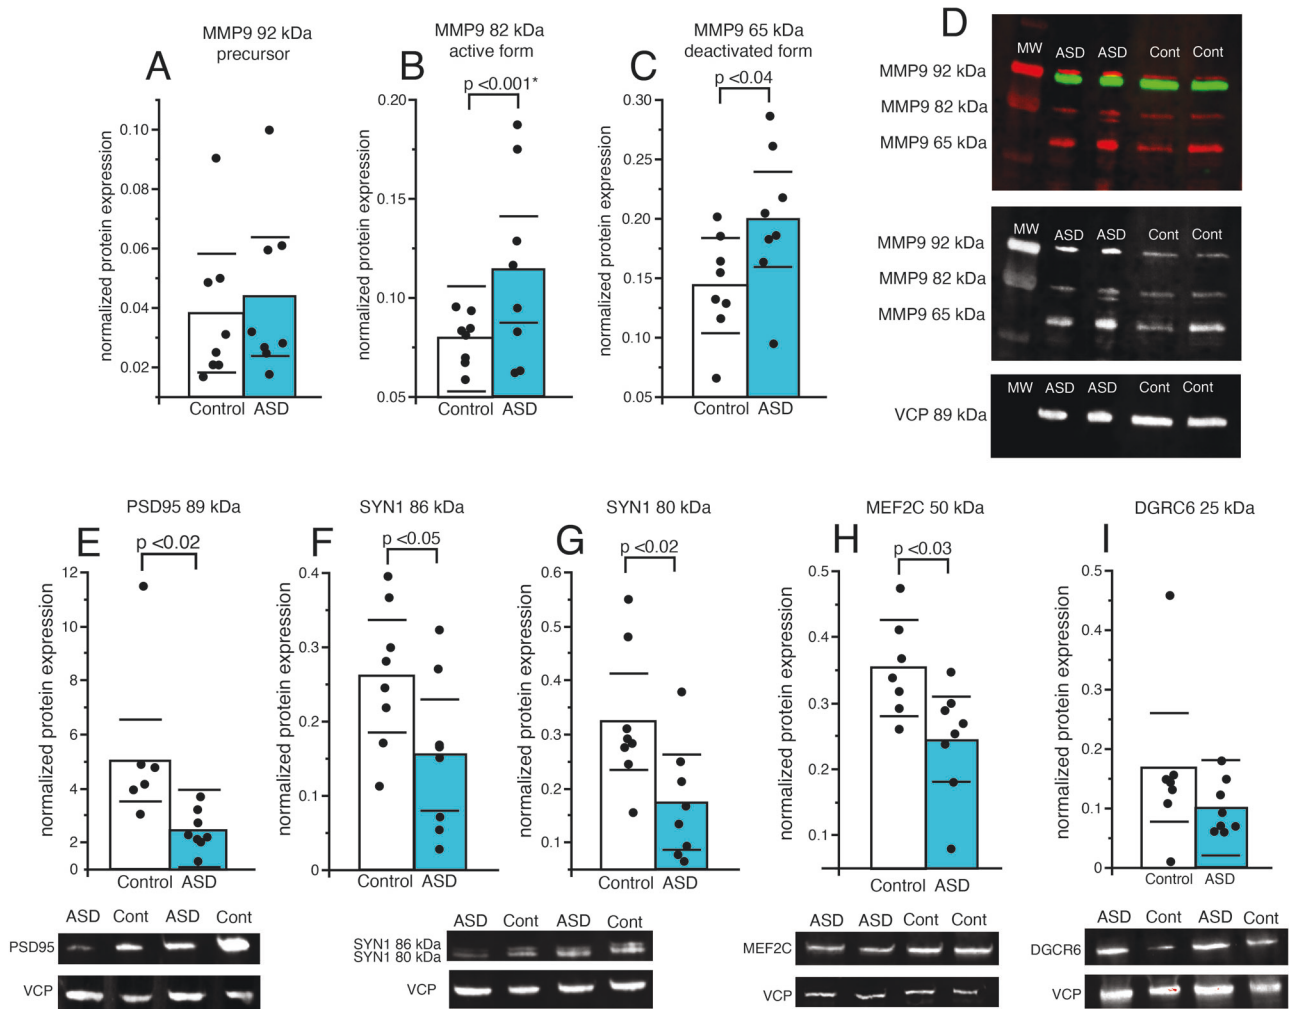 MMP9 92 kDa
precursor
A
normalized protein expression
0.10
0.08
0.06
0.04
0.02
Control ASD
MMP9 82 kDa
active form
B
p <0.001*
normalized protein expression
0.20
0.15
0.10
0.05
Control ASD
MMP9 65 kDa
deactivated form
C
p <0.04
normalized protein expression
0.30
0.25
0.20
0.15
0.10
0.05
Control ASD
D
MW ASD ASD Cont Cont
MMP9 92 kDa
MMP9 82 kDa
MMP9 65 kDa
MW ASD ASD Cont Cont
MMP9 92 kDa
MMP9 82 kDa
MMP9 65 kDa
MW ASD ASD Cont Cont
VCP 89 kDa
PSD95 89 kDa
E
p <0.02
normalized protein expression
12
10
8
6
4
2
0
Control ASD
ASD Cont ASD Cont
PSD95
VCP
SYN1 86 kDa
F
p <0.05
normalized protein expression
0.4
0.3
0.2
0.1
0
Control ASD
SYN1 80 kDa
G
p <0.02
normalized protein expression
0.6
0.5
0.4
0.3
0.2
0.1
Control ASD
ASD Cont ASD Cont
SYN1 86 kDa
SYN1 80 kDa
VCP
MEF2C 50 kDa
H
p <0.03
normalized protein expression
0.5
0.4
0.3
0.2
0.1
Control ASD
ASD ASD Cont Cont
MEF2C
VCP
DGRC6 25 kDa
I
normalized protein expression
0.5
0.4
0.3
0.2
0.1
0
Control ASD
ASD Cont ASD Cont
DGCR6
VCP